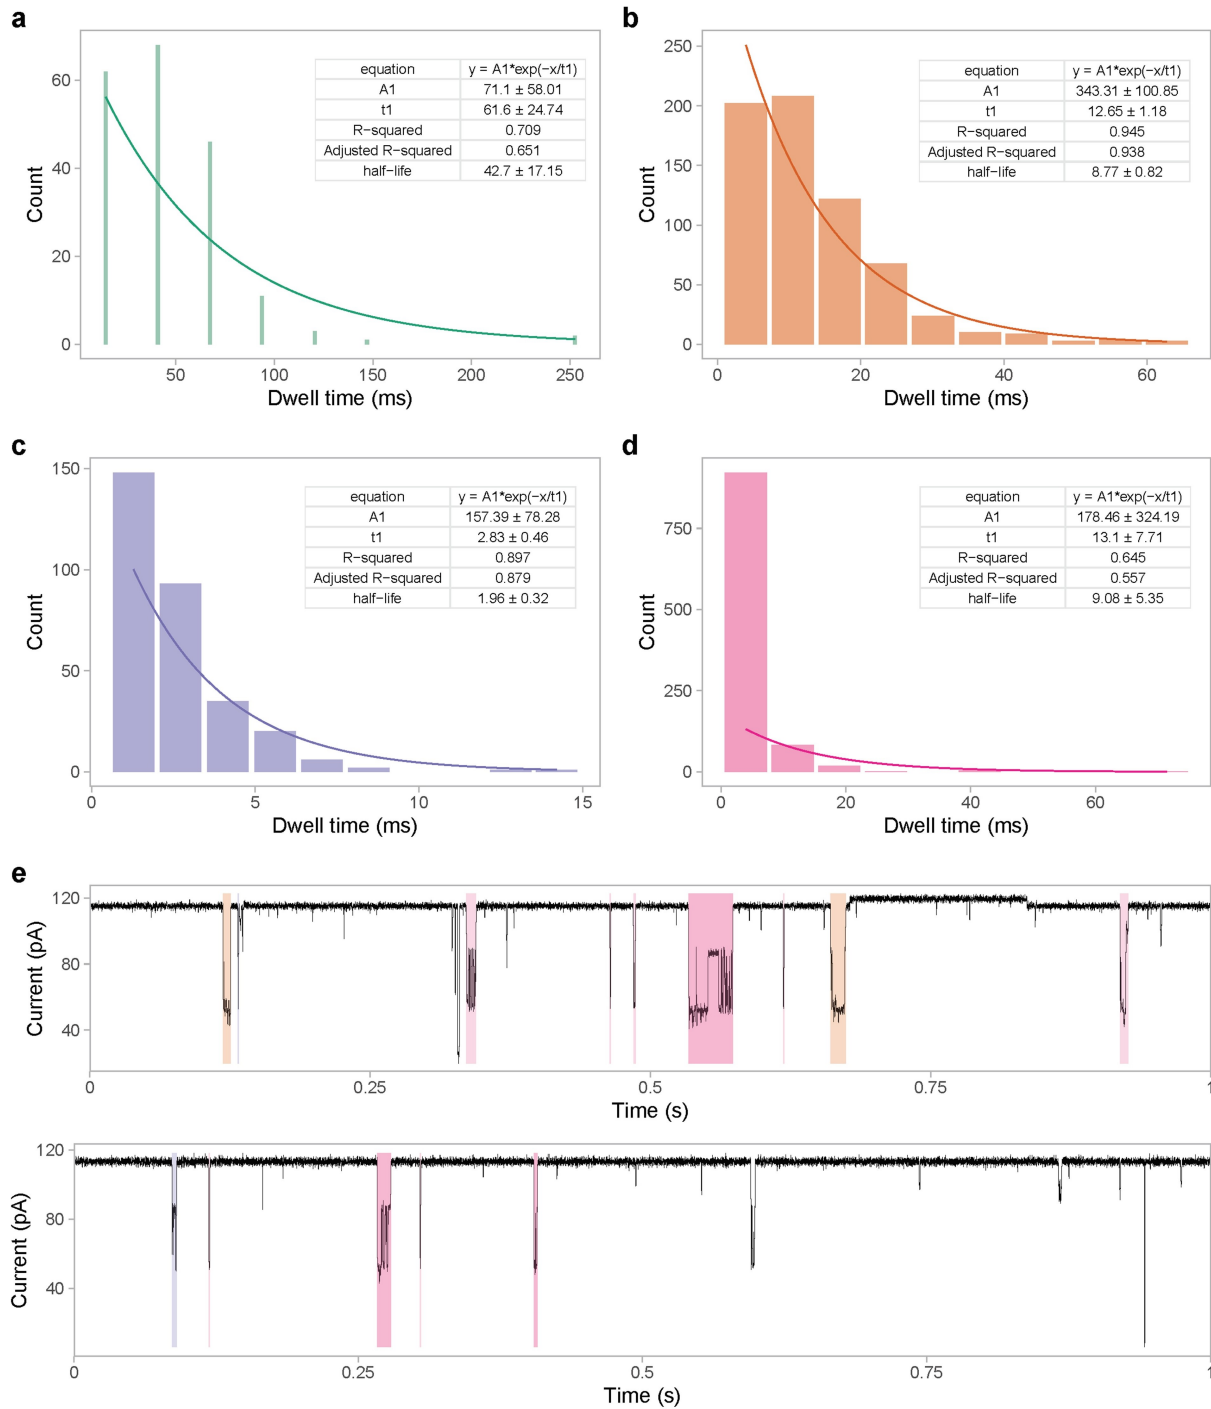 a
60
40
20
0
Count
50 100 150 200 250
Dwell time (ms)
equation y = A1*exp(−x/t1)
A1 71.1 ± 58.01
t1 61.6 ± 24.74
R−squared 0.709
Adjusted R−squared 0.651
half−life 42.7 ± 17.15
b
250
200
150
100
50
0
Count
0 20 40 60
Dwell time (ms)
equation y = A1*exp(−x/t1)
A1 343.31 ± 100.85
t1 12.65 ± 1.18
R−squared 0.945
Adjusted R−squared 0.938
half−life 8.77 ± 0.82
c
150
100
50
0
Count
0 5 10 15
Dwell time (ms)
equation y = A1*exp(−x/t1)
A1 157.39 ± 78.28
t1 2.83 ± 0.46
R−squared 0.897
Adjusted R−squared 0.879
half−life 1.96 ± 0.32
d
750
500
250
0
Count
0 20 40 60
Dwell time (ms)
equation y = A1*exp(−x/t1)
A1 178.46 ± 324.19
t1 13.1 ± 7.71
R−squared 0.645
Adjusted R−squared 0.557
half−life 9.08 ± 5.35
e
120
80
40
Current (pA)
0 0.25 0.5 0.75 1
Time (s)
120
80
40
Current (pA)
0 0.25 0.5 0.75 1
Time (s)